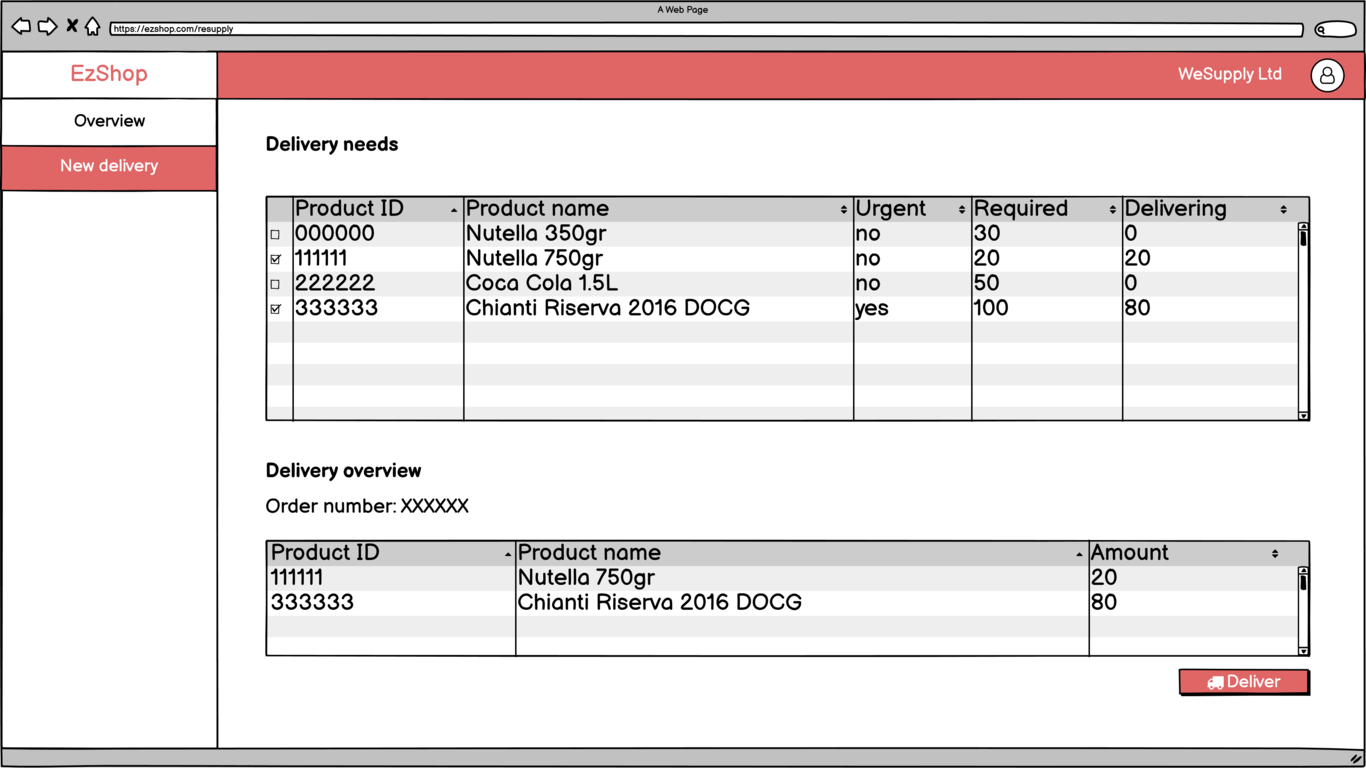 A Web Page
https://ezshop.com/resupply
EzShop
WeSupply Ltd
Overview
New delivery
Delivery needs
Product ID Product name Urgent Required Delivering
000000 Nutella 350gr no 30 0
111111 Nutella 750gr no 20 20
222222 Coca Cola 1.5L no 50 0
333333 Chianti Riserva 2016 DOCG yes 100 80
Delivery overview
Order number: XXXXXX
Product ID Product name Amount
111111 Nutella 750gr 20
333333 Chianti Riserva 2016 DOCG 80
Deliver